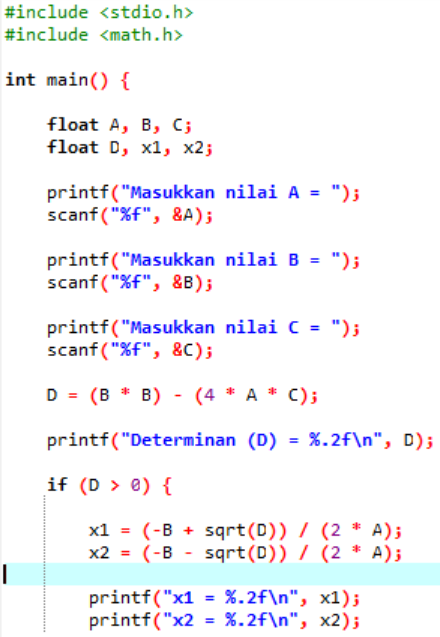 #include <stdio.h>
#include <math.h>
int main() {
float A, B, C;
float D, x1, x2;
printf("Masukkan nilai A = ");
scanf("%f", &A);
printf("Masukkan nilai B = ");
scanf("%f", &B);
printf("Masukkan nilai C = ");
scanf("%f", &C);
D = (B * B) - (4 * A * C);
printf("Determinan (D) = %.2f\n", D);
if (D > 0) {
x1 = (-B + sqrt(D)) / (2 * A);
x2 = (-B - sqrt(D)) / (2 * A);
printf("x1 = %.2f\n", x1);
printf("x2 = %.2f\n", x2);